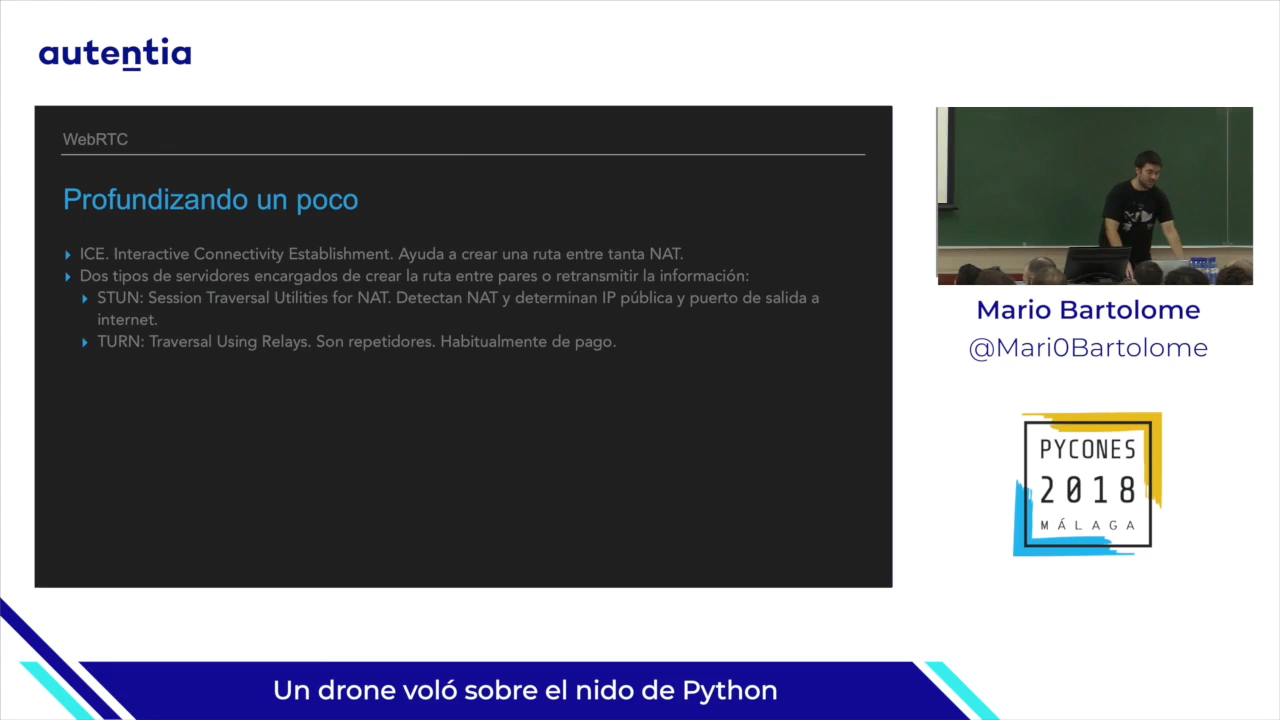 autentia
WebRTC
Profundizando un poco
ICE. Interactive Connectivity Establishment. Ayuda a crear una ruta entre tanta NAT.
Dos tipos de servidores encargados de crear la ruta entre pares o retransmitir la información:
STUN: Session Traversal Utilities for NAT. Detectan NAT y determinan IP pública y puerto de salida a
internet.
TURN: Traversal Using Relays. Son repetidores. Habitualmente de pago.
Mario Bartolome
@Mari0Bartolome
PYCONES
2018
MÁLAGA
Un drone voló sobre el nido de Python